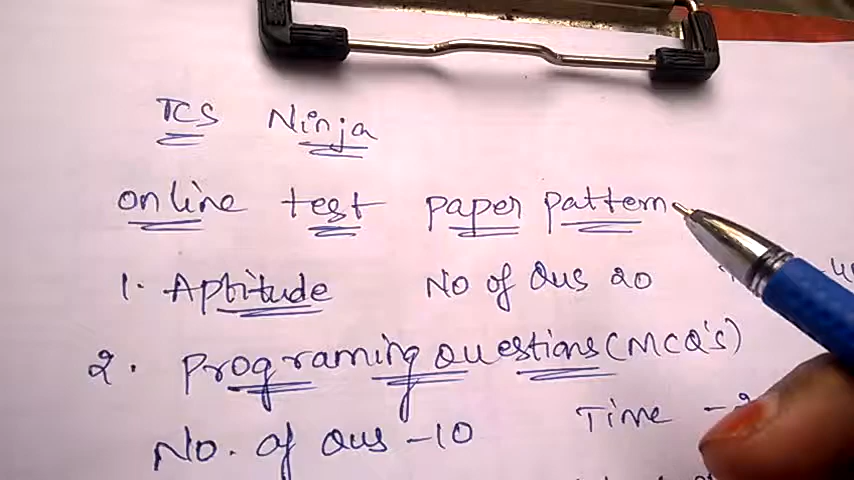 TCS Ninja
online test paper pattern
1. Aptitude No of Qus 20
2. Programing questions (MCQ's)
No. of Qus -10 Time -2